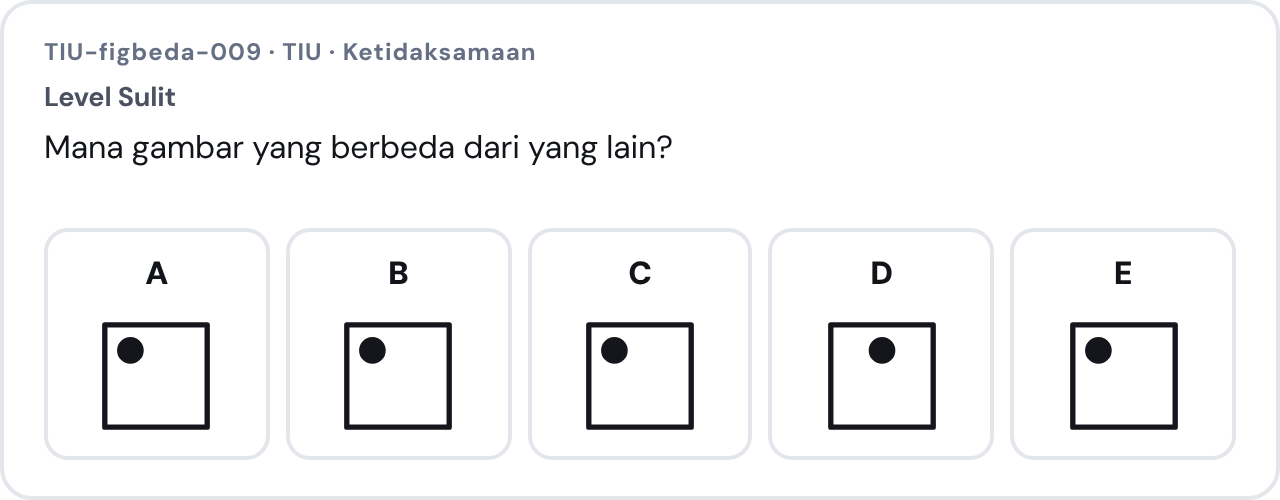 TIU-figbeda-009 · TIU · Ketidaksamaan
Level Sulit
Mana gambar yang berbeda dari yang lain?
A B C D E